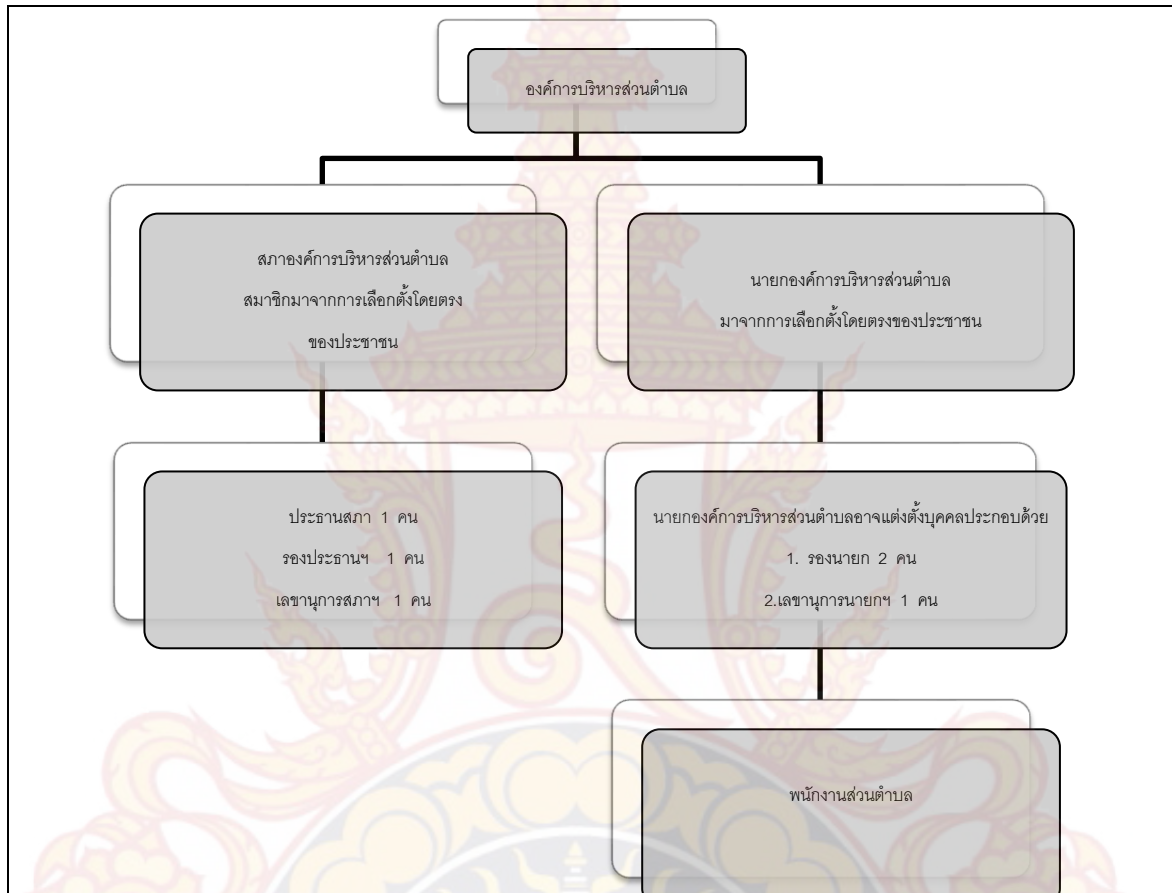 องค์การบริหารส่วนตำบล
สภาองค์การบริหารส่วนตำบล
สมาชิกมาจากการเลือกตั้งโดยตรง
ของประชาชน
นายกองค์การบริหารส่วนตำบล
มาจากการเลือกตั้งโดยตรงของประชาชน
ประธานสภา 1 คน
รองประธานฯ 1 คน
เลขานุการสภาฯ 1 คน
นายกองค์การบริหารส่วนตำบลอาจแต่งตั้งบุคคลประกอบด้วย
1. รองนายก 2 คน
2.เลขานุการนายกฯ 1 คน
พนักงานส่วนตำบล